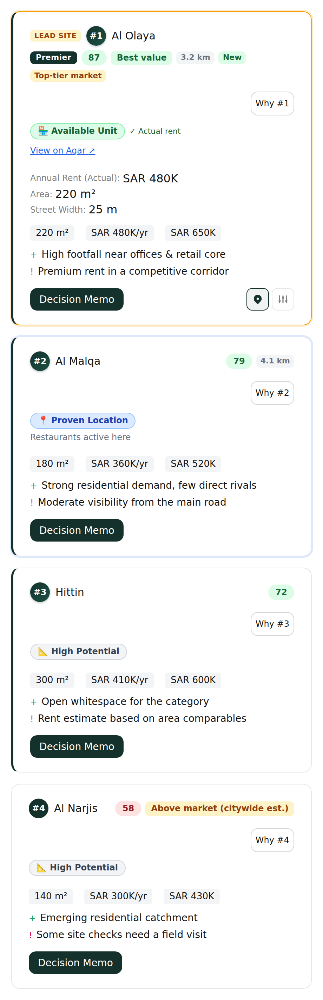 LEAD SITE #1 Al Olaya
Premier 87 Best value 3.2 km New
Top-tier market
Why #1
🏪 Available Unit ✓ Actual rent
View on Aqar ↗
Annual Rent (Actual): SAR 480K
Area: 220 m²
Street Width: 25 m
220 m² SAR 480K/yr SAR 650K
+ High footfall near offices & retail core
! Premium rent in a competitive corridor
Decision Memo
#2 Al Malqa 79 4.1 km
Why #2
📍 Proven Location
Restaurants active here
180 m² SAR 360K/yr SAR 520K
+ Strong residential demand, few direct rivals
! Moderate visibility from the main road
Decision Memo
#3 Hittin 72
Why #3
📐 High Potential
300 m² SAR 410K/yr SAR 600K
+ Open whitespace for the category
! Rent estimate based on area comparables
Decision Memo
#4 Al Narjis 58 Above market (citywide est.)
Why #4
📐 High Potential
140 m² SAR 300K/yr SAR 430K
+ Emerging residential catchment
! Some site checks need a field visit
Decision Memo